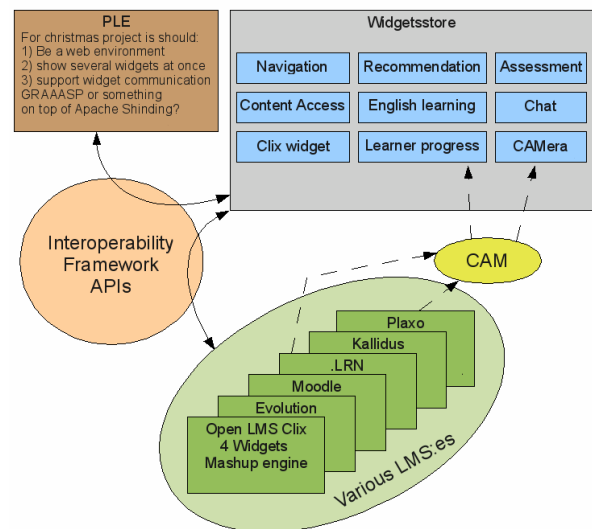 PLE
For christmas project is should:
1) Be a web environment
2) show several widgets at once
3) support widget communication
GRAAASP or something
on top of Apache Shinding?
Widgetsstore
Navigation
Recommendation
Assessment
Content Access
English learning
Chat
Clix widget
Learner progress
CAMera
Interoperability
Framework
APIs
CAM
Plaxo
Kallidus
.LRN
Moodle
Evolution
Open LMS Clix
4 Widgets
Mashup engine
Various LMS:es